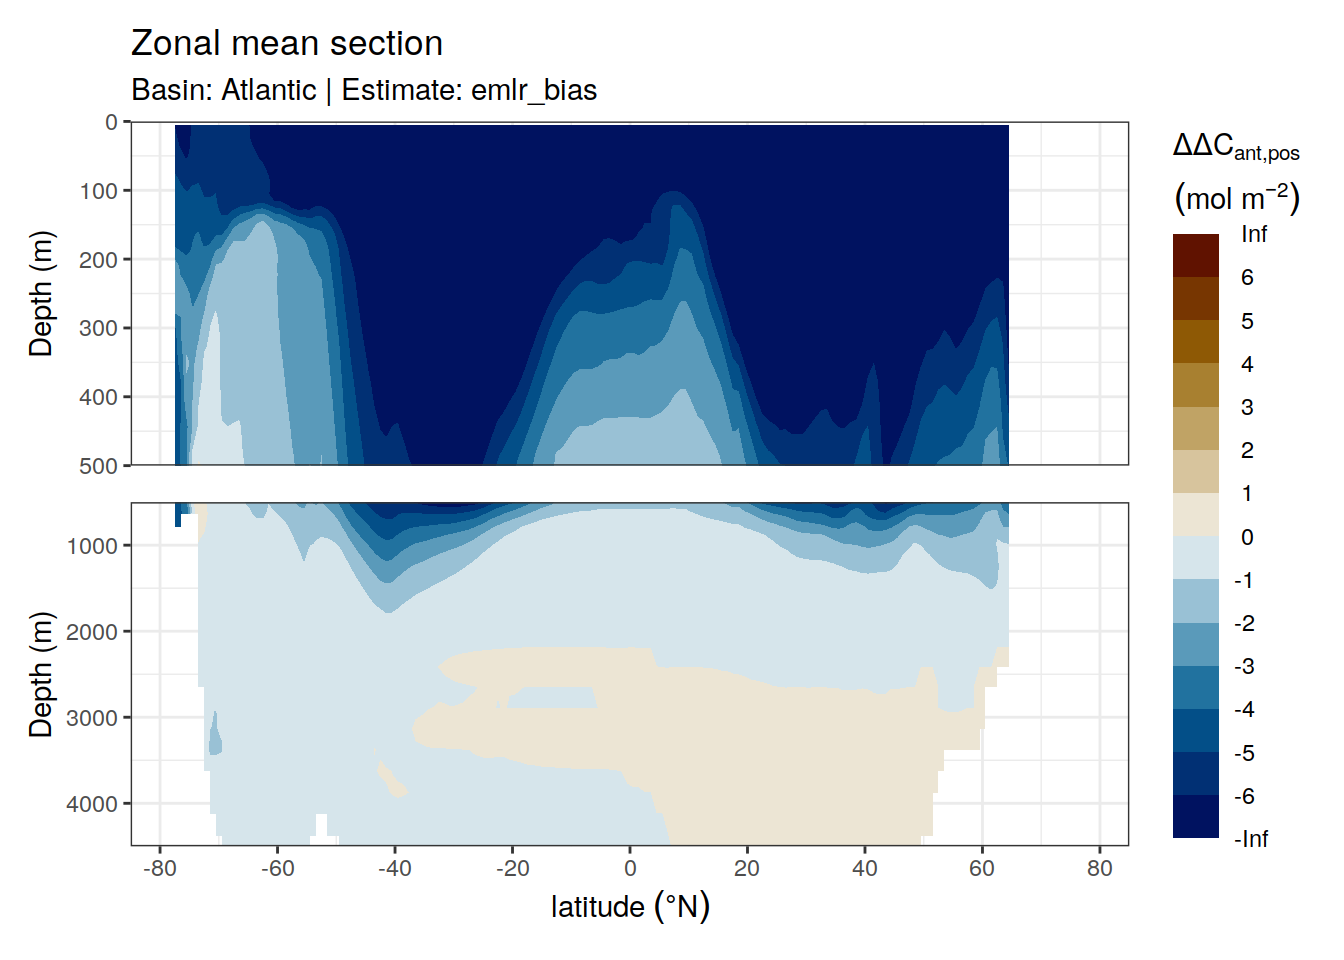 Zonal mean section
Basin: Atlantic | Estimate: emlr_bias
0
100
200
300
400
500
Depth (m)
1000
2000
3000
4000
Depth (m)
-80 -60 -40 -20 0 20 40 60 80
latitude (°N)
ΔΔC_ant,pos
(mol m⁻²)
Inf
6
5
4
3
2
1
0
-1
-2
-3
-4
-5
-6
-Inf